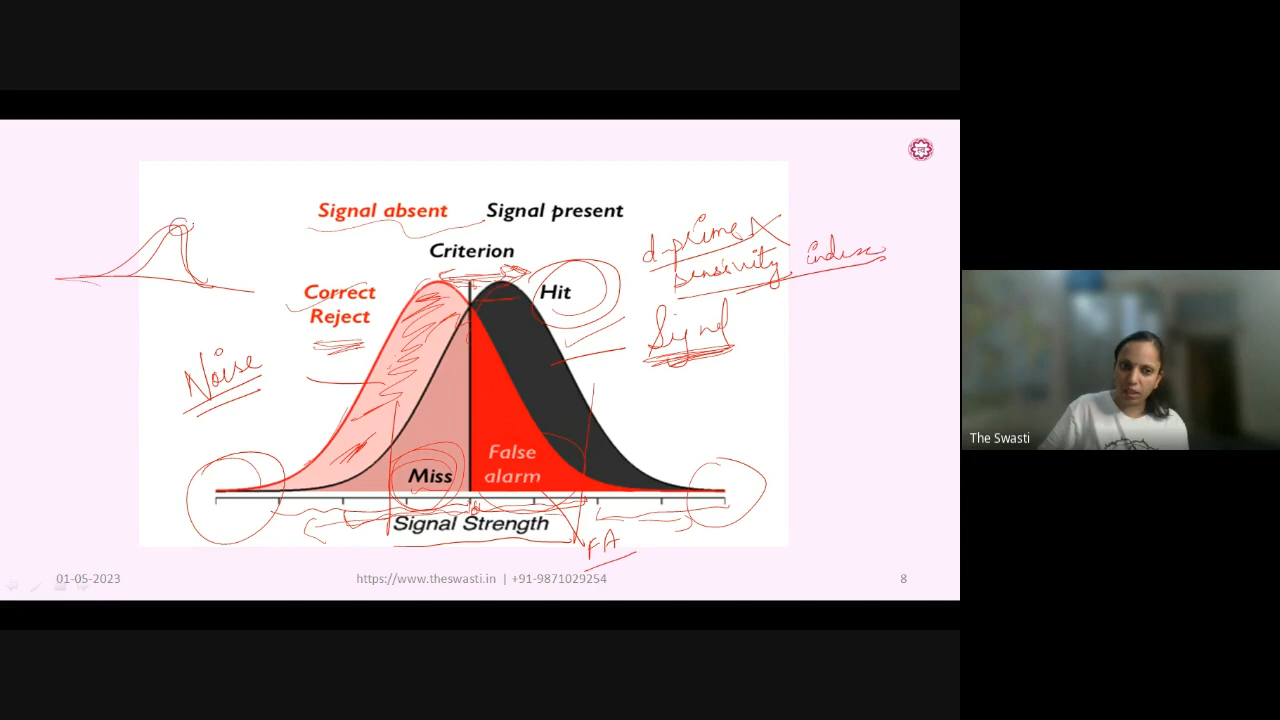 Signal absent Signal present
Criterion
d-prime
sensivity index
Correct
Reject
Hit
Signal
Noise
False
alarm
Miss
Signal Strength
FA
01-05-2023 https://www.theswasti.in | +91-9871029254 8
The Swasti